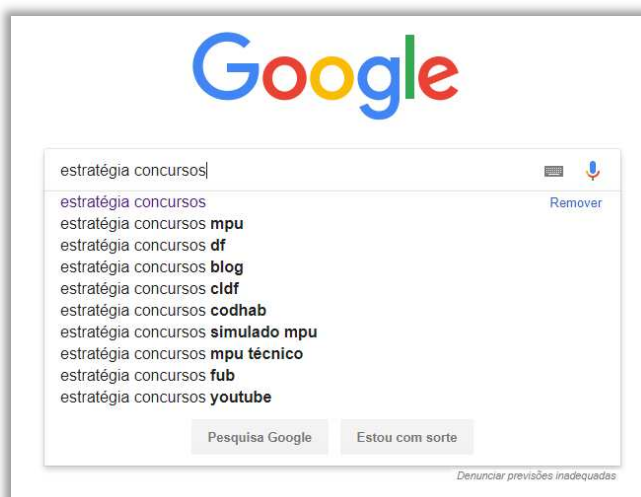 Google
estratégia concursos
estratégia concursos Remover
estratégia concursos mpu
estratégia concursos df
estratégia concursos blog
estratégia concursos cldf
estratégia concursos codhab
estratégia concursos simulado mpu
estratégia concursos mpu técnico
estratégia concursos fub
estratégia concursos youtube
Pesquisa Google Estou com sorte
Denunciar previsões inadequadas